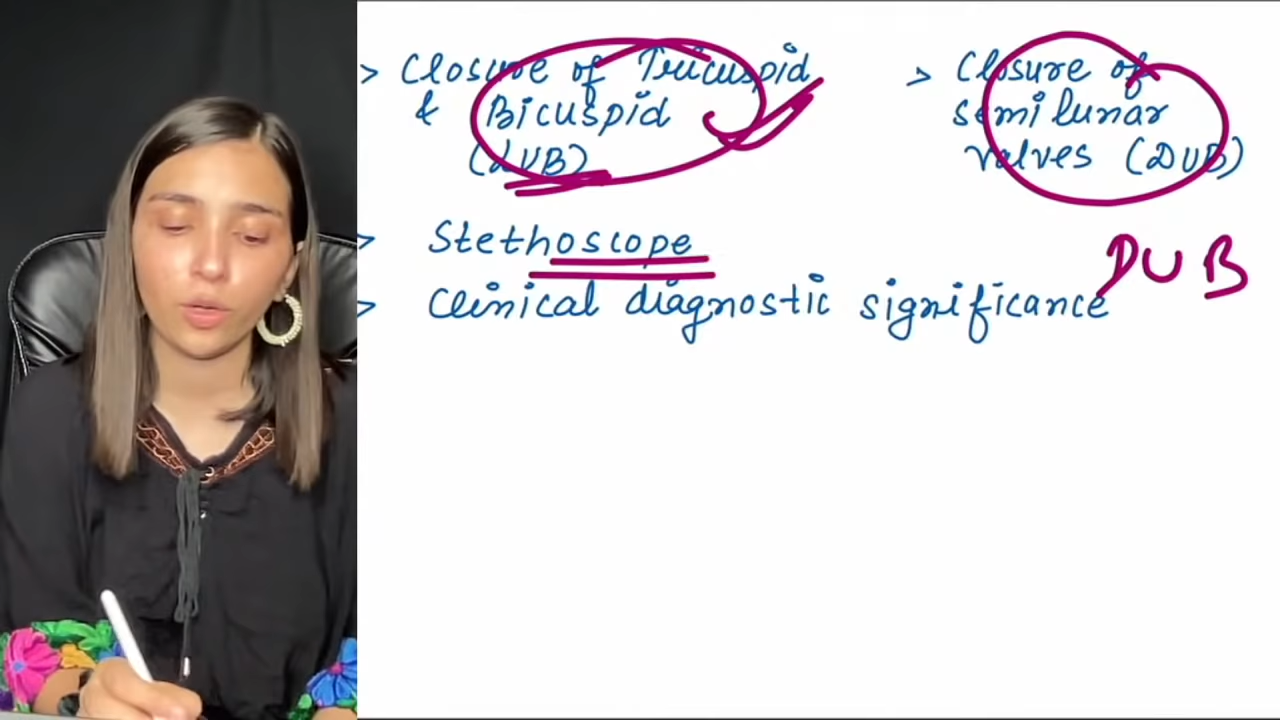 > Closure of Tricuspid
& Bicuspid
(LUB)
> Closure of
semilunar
valves (DUB)
> Stethoscope
DUB
> Clinical diagnostic significance